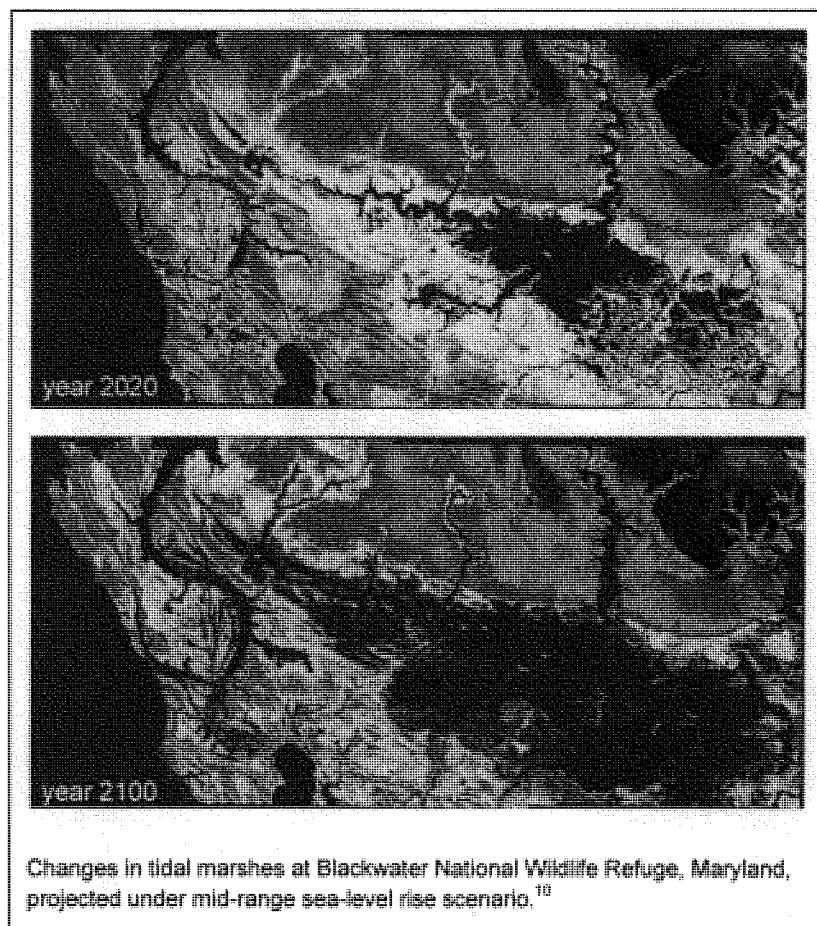 year 2020
year 2100
Changes in tidal marshes at Blackwater National Wildlife Refuge, Maryland,
projected under mid-range sea-level rise scenario.10